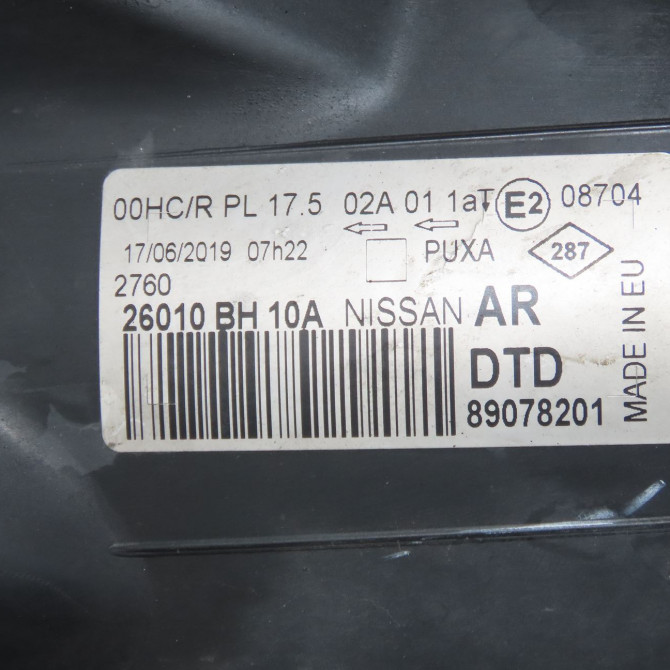 00HC/R PL 17.5 02A 01 1aT E2 08704
17/06/2019 07h22 PUXA 287
2760
26010 BH 10A NISSAN AR
DTD
89078201
MADE IN EU